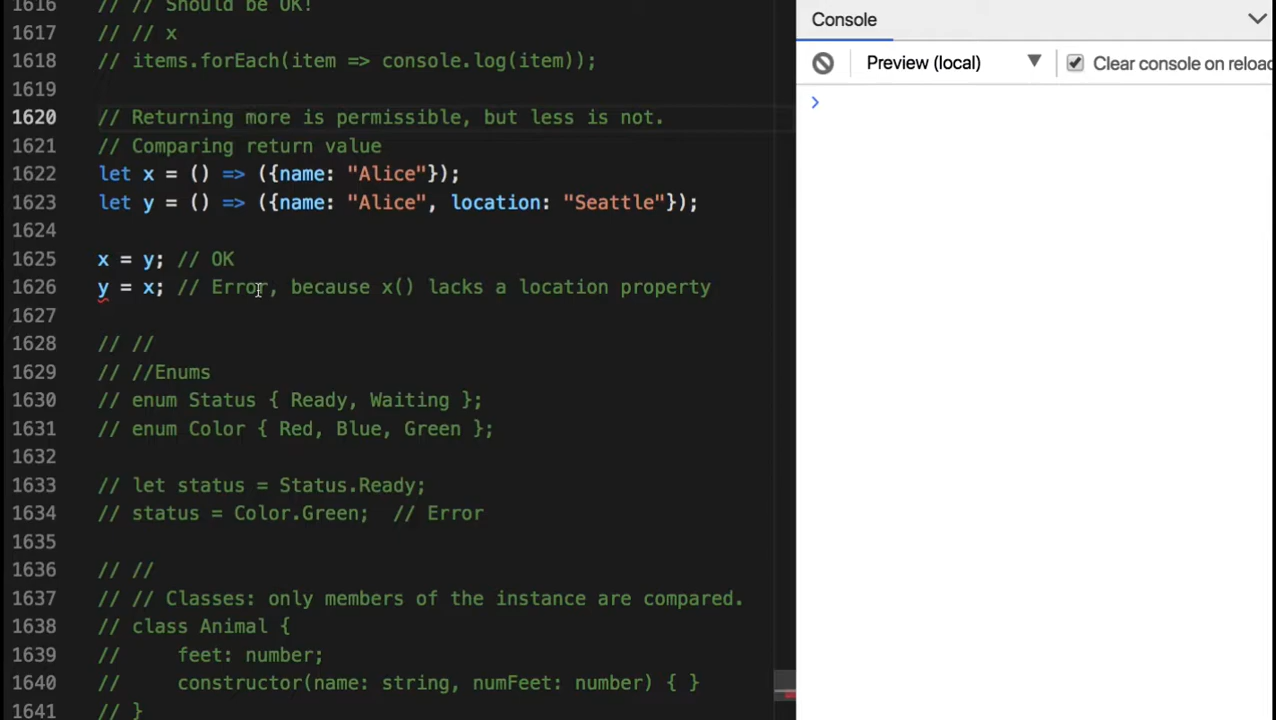 1616 // // Should be OK!
1617 // // x
1618 // items.forEach(item => console.log(item));
1619
1620 // Returning more is permissible, but less is not.
1621 // Comparing return value
1622 let x = () => ({name: "Alice"});
1623 let y = () => ({name: "Alice", location: "Seattle"});
1624
1625 x = y; // OK
1626 y = x; // Error, because x() lacks a location property
1627
1628 // //
1629 // //Enums
1630 // enum Status { Ready, Waiting };
1631 // enum Color { Red, Blue, Green };
1632
1633 // let status = Status.Ready;
1634 // status = Color.Green;  // Error
1635
1636 // //
1637 // // Classes: only members of the instance are compared.
1638 // class Animal {
1639 //     feet: number;
1640 //     constructor(name: string, numFeet: number) { }
1641 // }
Console
Preview (local) Clear console on reload
>